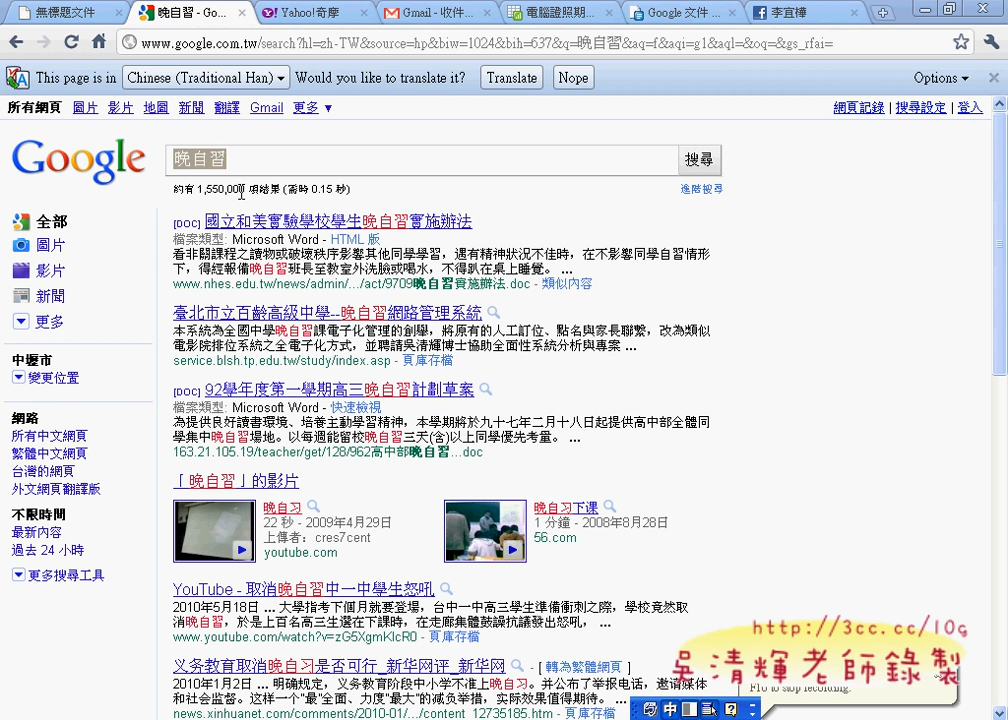 無標題文件
晚自習 - Go...
Yahoo!奇摩
Gmail - 收件...
電腦證照期...
Google 文件 ...
李宜樺
www.google.com.tw/search?hl=zh-TW&source=hp&biw=1024&bih=637&q=晚自習&aq=f&aqi=g1&aql=&oq=&gs_rfai=
This page is in Chinese (Traditional Han) Would you like to translate it? Translate Nope Options
所有網頁 圖片 影片 地圖 新聞 翻譯 Gmail 更多 ▼ 網頁記錄 | 搜尋設定 | 登入
Google
晚自習
搜尋
約有 1,550,000 項結果 (需時 0.15 秒)
進階搜尋
全部
圖片
影片
新聞
更多
中壢市
變更位置
網路
所有中文網頁
繁體中文網頁
台灣的網頁
外文網頁翻譯版
不限時間
最新內容
過去 24 小時
更多搜尋工具
[DOC] 國立和美實驗學校學生晚自習實施辦法
檔案類型: Microsoft Word - HTML 版
看非關課程之讀物或破壞秩序影響其他同學學習，遇有精神狀況不佳時，在不影響同學自習情形
下，得經報備晚自習班長至教室外洗臉或喝水，不得趴在桌上睡覺。 ...
www.nhes.edu.tw/news/admin/.../act/9709晚自習實施辦法.doc - 類似內容
臺北市立百齡高級中學--晚自習網路管理系統
本系統為全國中學晚自習課電子化管理的創舉，將原有的人工訂位、點名與家長聯繫，改為類似
電影院排位系統之全電子化方式，並聘請吳清輝博士協助全面性系統分析與專案 ...
service.blsh.tp.edu.tw/study/index.asp - 頁庫存檔
[DOC] 92學年度第一學期高三晚自習計劃草案
檔案類型: Microsoft Word - 快速檢視
為提供良好讀書環境、培養主動學習精神，本學期將於九十七年二月十八日起提供高中部全體同
學集中晚自習場地。以每週能留校晚自習三天(含)以上同學優先考量。 ...
163.21.105.19/teacher/get/128/962高中部晚自習...doc
「晚自習」的影片
晚自习
22 秒 - 2009年4月29日
上傳者：cres7cent
youtube.com
晚自习下课
1 分鐘 - 2008年8月28日
56.com
YouTube - 取消晚自習中一中學生怒吼
2010年5月18日 ... 大學指考下個月就要登場，台中一中高三學生準備衝刺之際，學校竟然取
消晚自習，於是上百名高三生選在下課時，在走廊集體鼓譟抗議發出怒吼， ...
www.youtube.com/watch?v=zG5XgmKlcR0 - 頁庫存檔
义务教育取消晚自习是否可行_新华网评_新华网 - [ 轉為繁體網頁 ]
2010年1月2日 ... 明确规定，义务教育阶段中小学不准上晚自习。并公布了举报电话，邀请媒体
和社会监督。这样一个"最"全面、力度"最大"的减负举措，实际效果值得期待。 ...
news.xinhuanet.com/comments/2010-01/.../content_12735185.htm - 頁庫存檔
http://3cc.cc/10g
吳清輝老師錄製
F10 to stop recording.
中